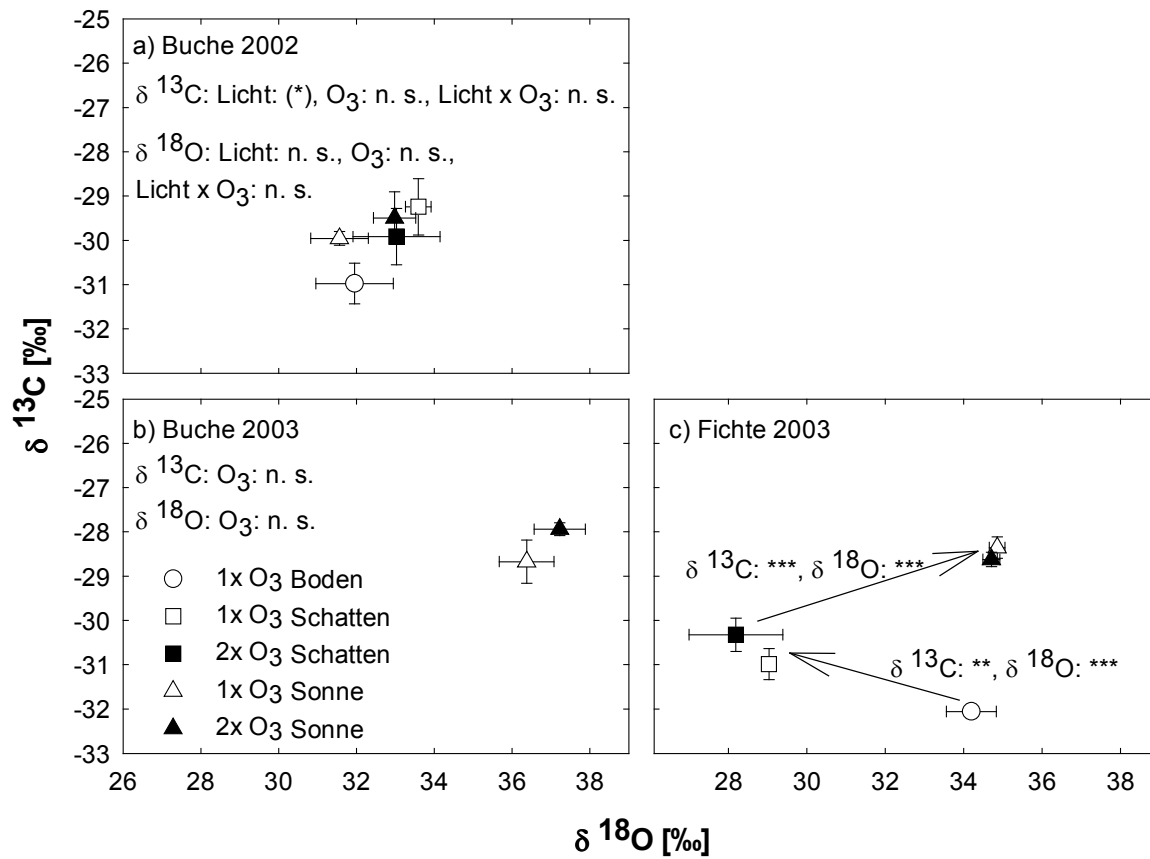 a) Buche 2002
δ 13C: Licht: (*), O3: n. s., Licht x O3: n. s.
δ 18O: Licht: n. s., O3: n. s.,
Licht x O3: n. s.
-25
-26
-27
-28
-29
-30
-31
-32
-33
δ 13C [‰]
b) Buche 2003
δ 13C: O3: n. s.
δ 18O: O3: n. s.
1x O3 Boden
1x O3 Schatten
2x O3 Schatten
1x O3 Sonne
2x O3 Sonne
-25
-26
-27
-28
-29
-30
-31
-32
-33
26 28 30 32 34 36 38
c) Fichte 2003
δ 13C: ***, δ 18O: ***
δ 13C: **, δ 18O: ***
28 30 32 34 36 38
δ 18O [‰]